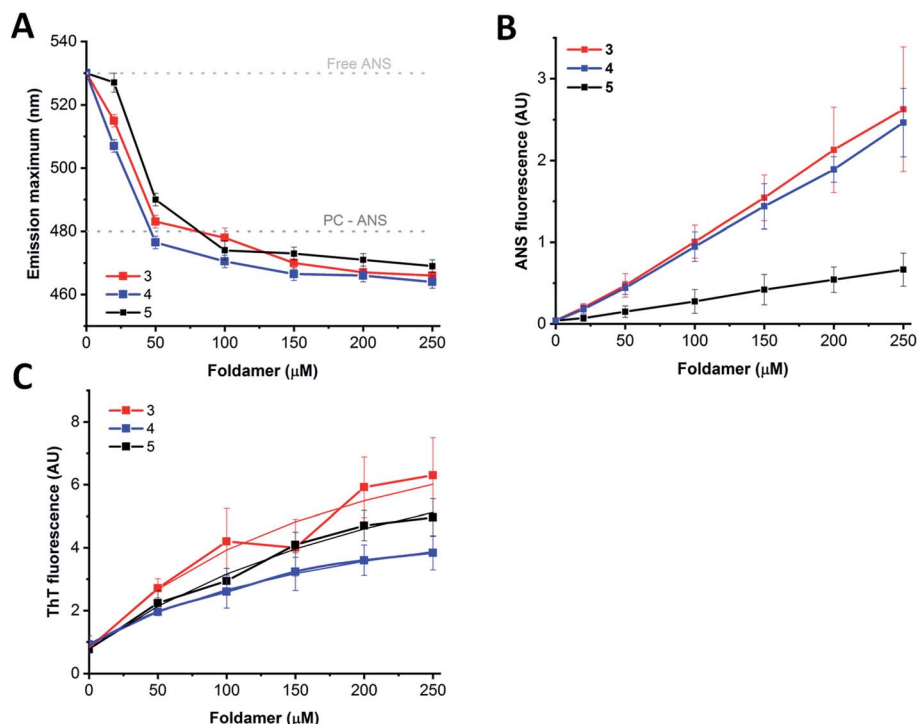 A
540
520
500
480
460
Emission maximum (nm)
Free ANS
PC - ANS
3
4
5
0 50 100 150 200 250
Foldamer (μM)
B
3
2
1
0
ANS fluorescence (AU)
3
4
5
0 50 100 150 200 250
Foldamer (μM)
C
8
6
4
2
0
ThT fluorescence (AU)
3
4
5
0 50 100 150 200 250
Foldamer (μM)